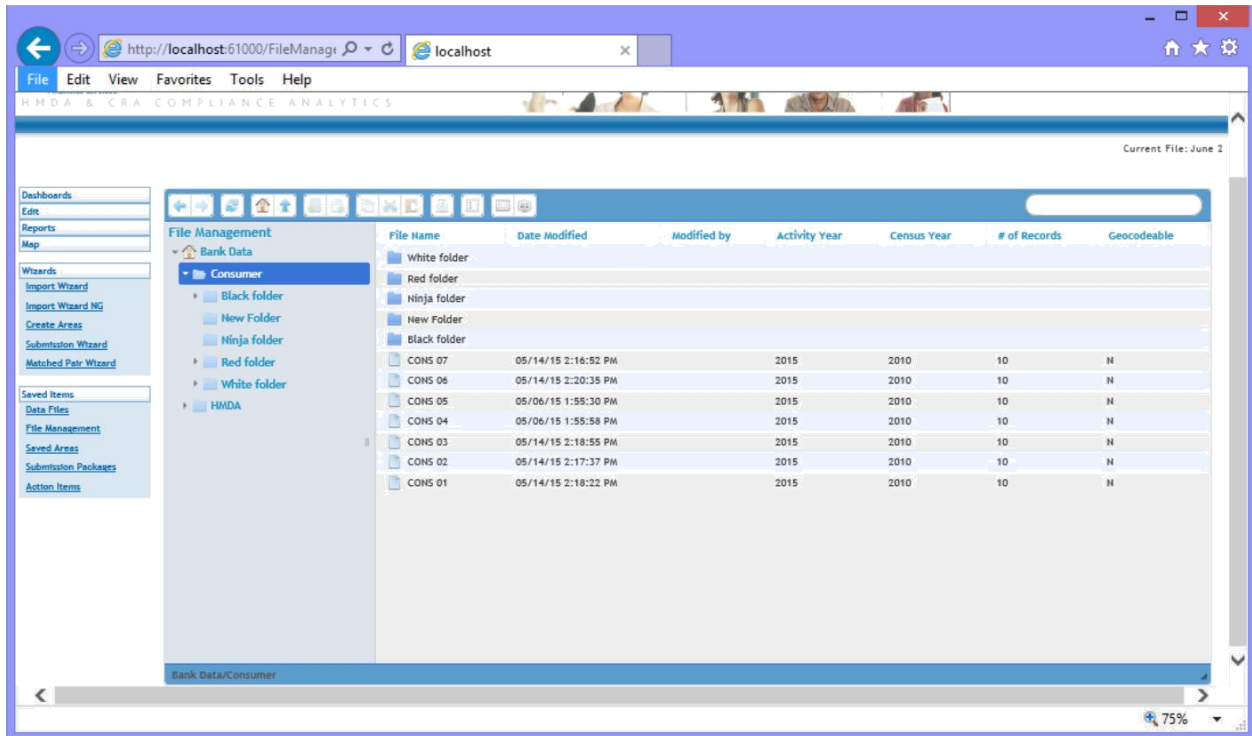 http://localhost:61000/FileManage
localhost
File Edit View Favorites Tools Help
HMDA & CRA COMPLIANCE ANALYTICS
Current File: June 2
Dashboards
Edit
Reports
Map
Wizards
Import Wizard
Import Wizard NG
Create Areas
Submission Wizard
Matched Pair Wizard
Saved Items
Data Files
File Management
Saved Areas
Submission Packages
Action Items
File Management
Bank Data
Consumer
Black folder
New Folder
Ninja folder
Red folder
White folder
HMDA
File Name Date Modified Modified by Activity Year Census Year # of Records Geocodeable
White folder
Red folder
Ninja folder
New Folder
Black folder
CONS 07 05/14/15 2:16:52 PM 2015 2010 10 N
CONS 06 05/14/15 2:20:35 PM 2015 2010 10 N
CONS 05 05/06/15 1:55:30 PM 2015 2010 10 N
CONS 04 05/06/15 1:55:58 PM 2015 2010 10 N
CONS 03 05/14/15 2:18:55 PM 2015 2010 10 N
CONS 02 05/14/15 2:17:37 PM 2015 2010 10 N
CONS 01 05/14/15 2:18:22 PM 2015 2010 10 N
Bank Data/Consumer
75%